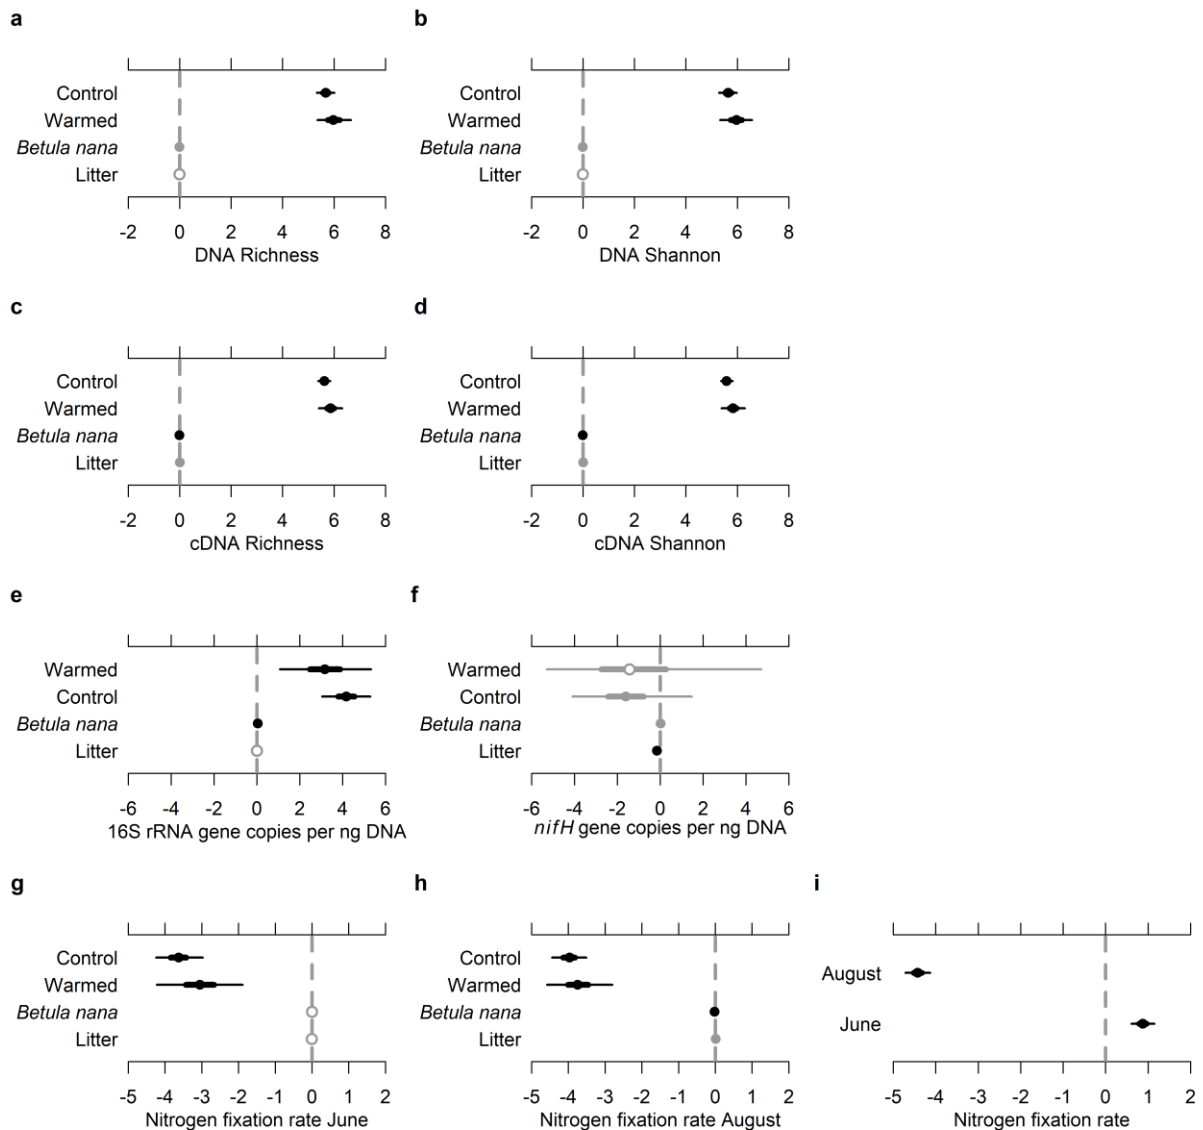 a b
Control Control
Warmed Warmed
Betula nana Betula nana
Litter Litter
-2 0 2 4 6 8 -2 0 2 4 6 8
DNA Richness DNA Shannon
c d
Control Control
Warmed Warmed
Betula nana Betula nana
Litter Litter
-2 0 2 4 6 8 -2 0 2 4 6 8
cDNA Richness cDNA Shannon
e f
Warmed Warmed
Control Control
Betula nana Betula nana
Litter Litter
-6 -4 -2 0 2 4 6 -6 -4 -2 0 2 4 6
16S rRNA gene copies per ng DNA nifH gene copies per ng DNA
g h i
Control Control
Warmed Warmed August
Betula nana Betula nana
Litter Litter June
-5 -4 -3 -2 -1 0 1 2 -5 -4 -3 -2 -1 0 1 2 -5 -4 -3 -2 -1 0 1 2
Nitrogen fixation rate June Nitrogen fixation rate August Nitrogen fixation rate